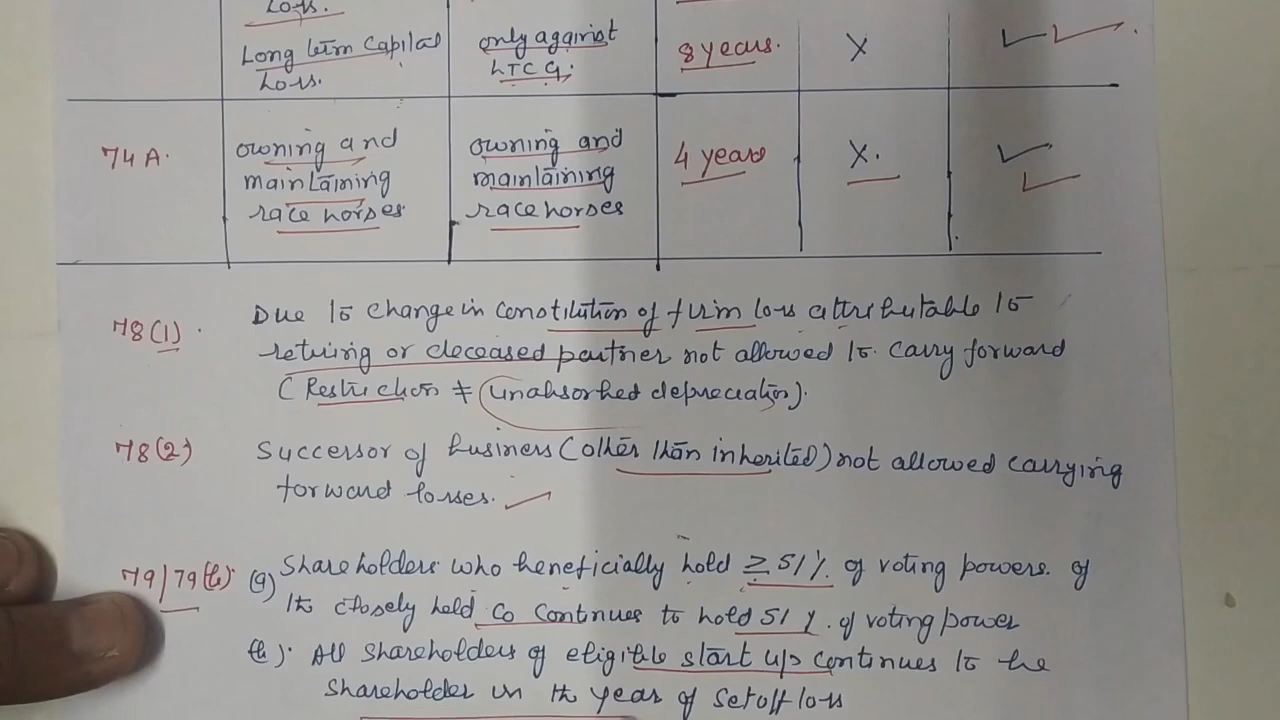 Loss.
Long term Capital
Loss.
only against
LTCG.
8 years.
X
74A.
owning and
maintaining
race horses
owning and
maintaining
race horses
4 years
X.
78(1).
Due to change in constitution of firm loss attributable to
retiring or deceased partner not allowed to carry forward
(Restriction ≠ unabsorbed depreciation).
78(2)
Successor of business (other than inherited) not allowed carrying
forward losses.
79/79(b)
(a) Shareholders who beneficially hold ≥51% of voting powers of
the closely held Co continues to hold 51% of voting power
(b). All shareholders of eligible start up continues to be
shareholder in the year of setoff loss